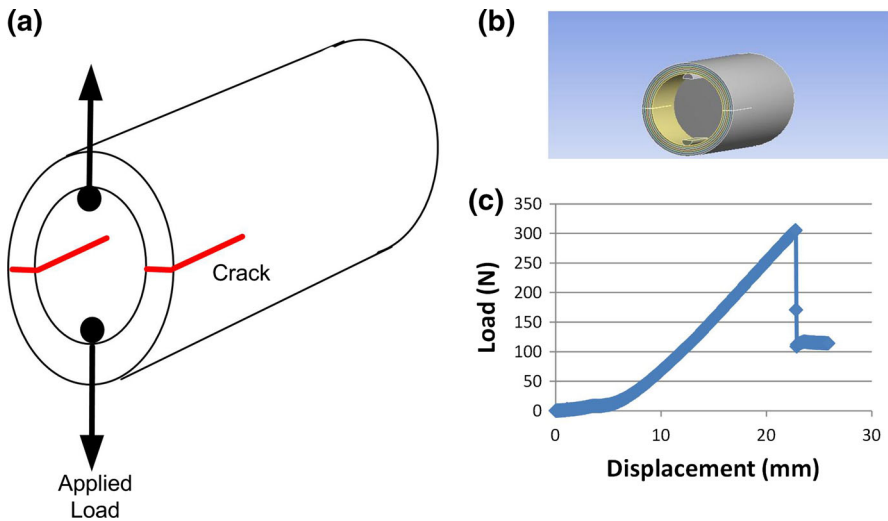 (a)
Crack
Applied
Load
(b)
(c)
350
300
250
200
150
100
50
0
Load (N)
0 10 20 30
Displacement (mm)